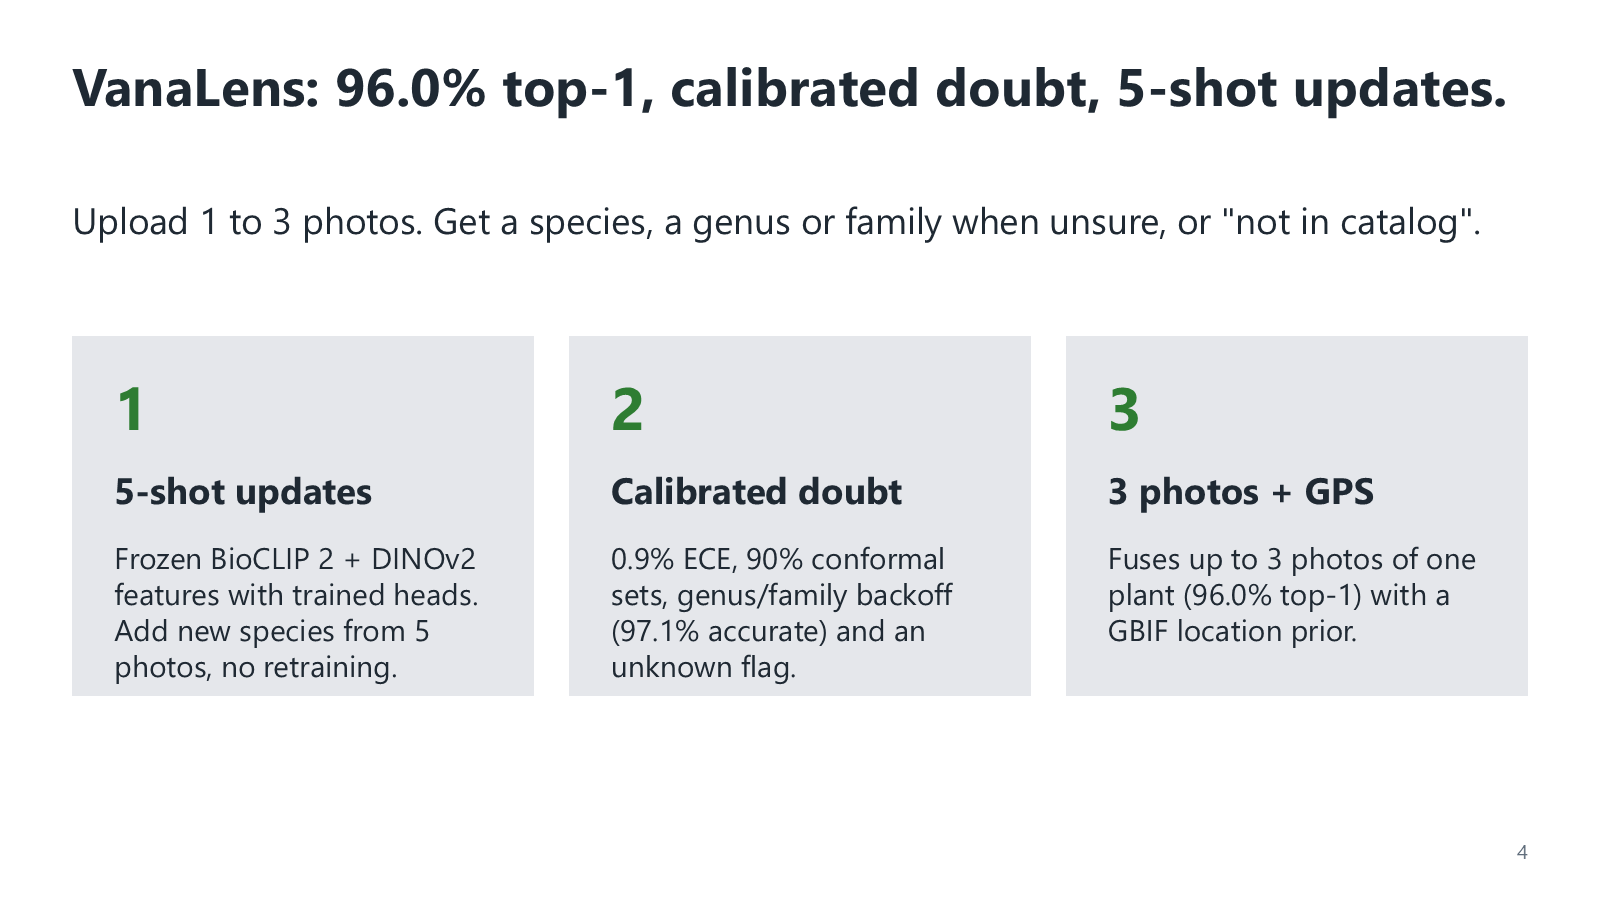 VanaLens: 96.0% top-1, calibrated doubt, 5-shot updates.
Upload 1 to 3 photos. Get a species, a genus or family when unsure, or "not in catalog".
1
5-shot updates
Frozen BioCLIP 2 + DINOv2
features with trained heads.
Add new species from 5
photos, no retraining.
2
Calibrated doubt
0.9% ECE, 90% conformal
sets, genus/family backoff
(97.1% accurate) and an
unknown flag.
3
3 photos + GPS
Fuses up to 3 photos of one
plant (96.0% top-1) with a
GBIF location prior.
4